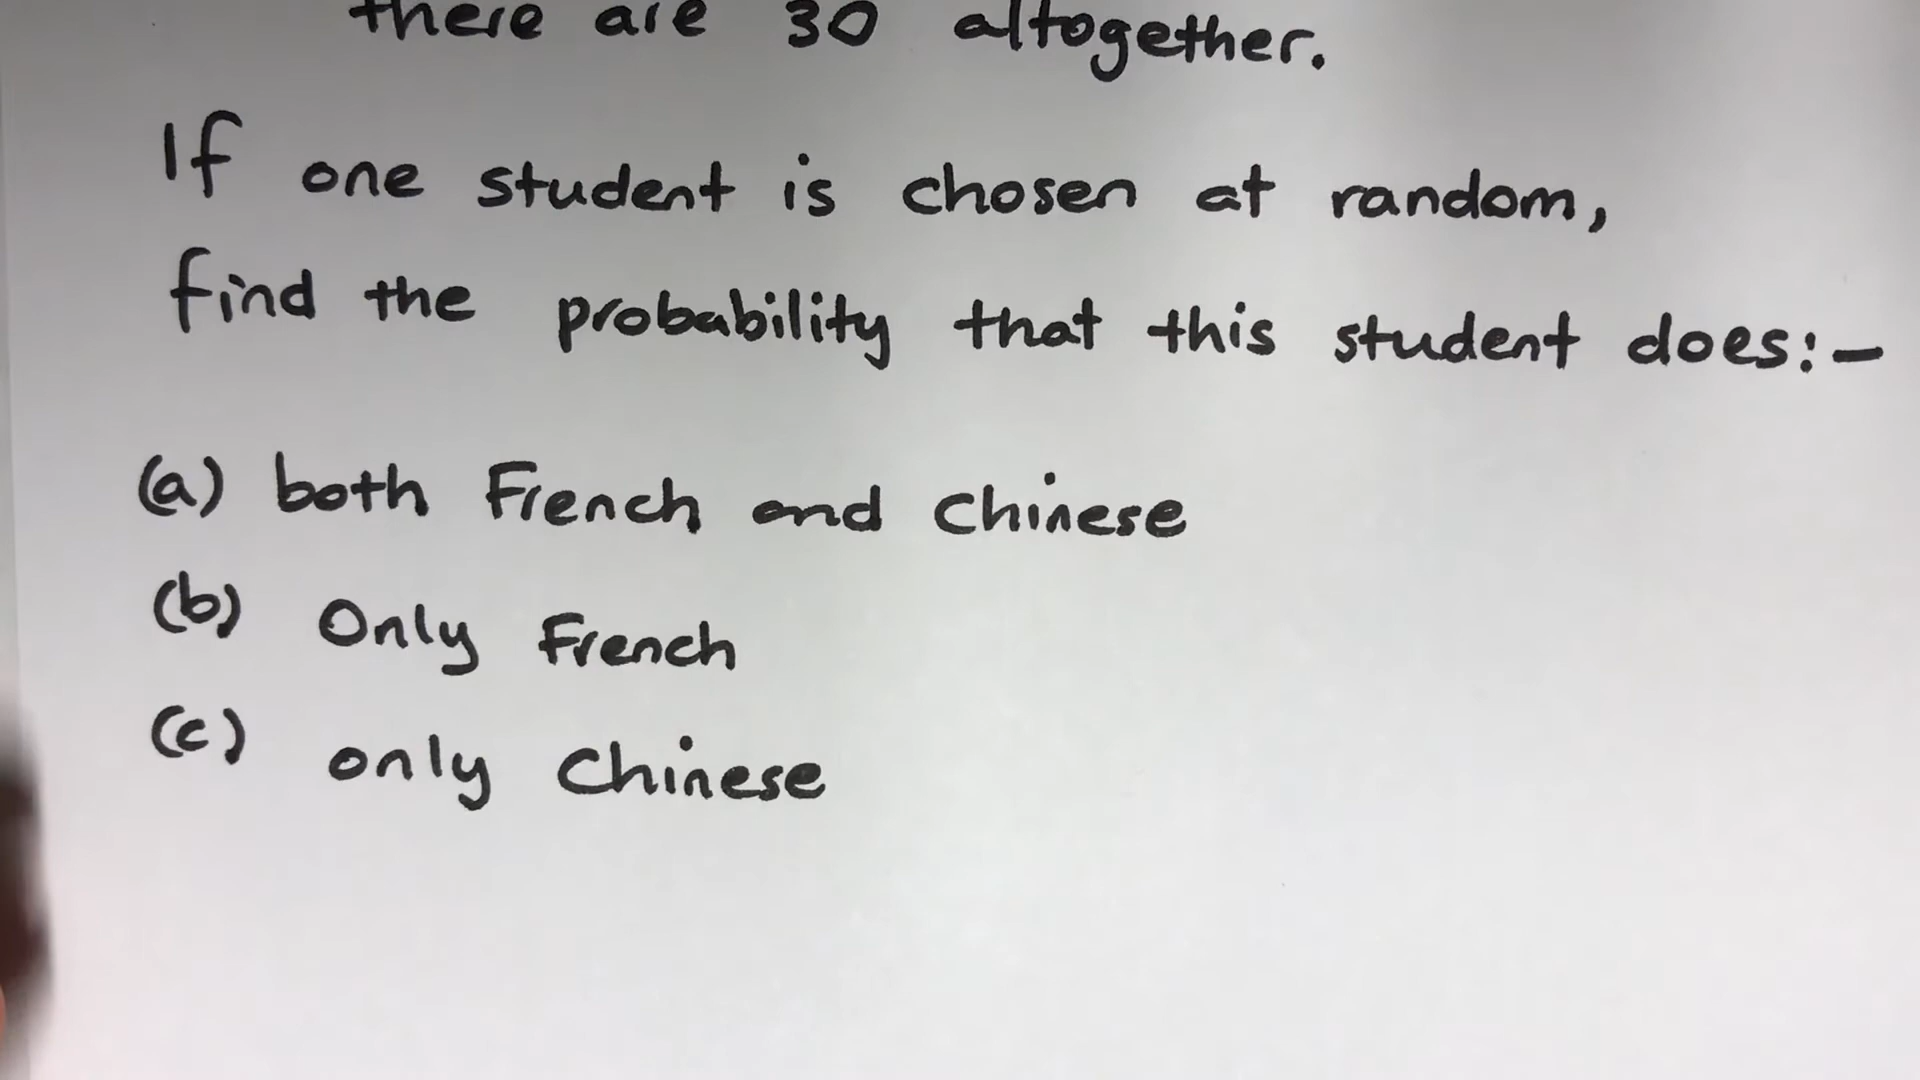 there are 30 altogether.
If one student is chosen at random,
find the probability that this student does:-
(a) both French and Chinese
(b) Only French
(c) only Chinese